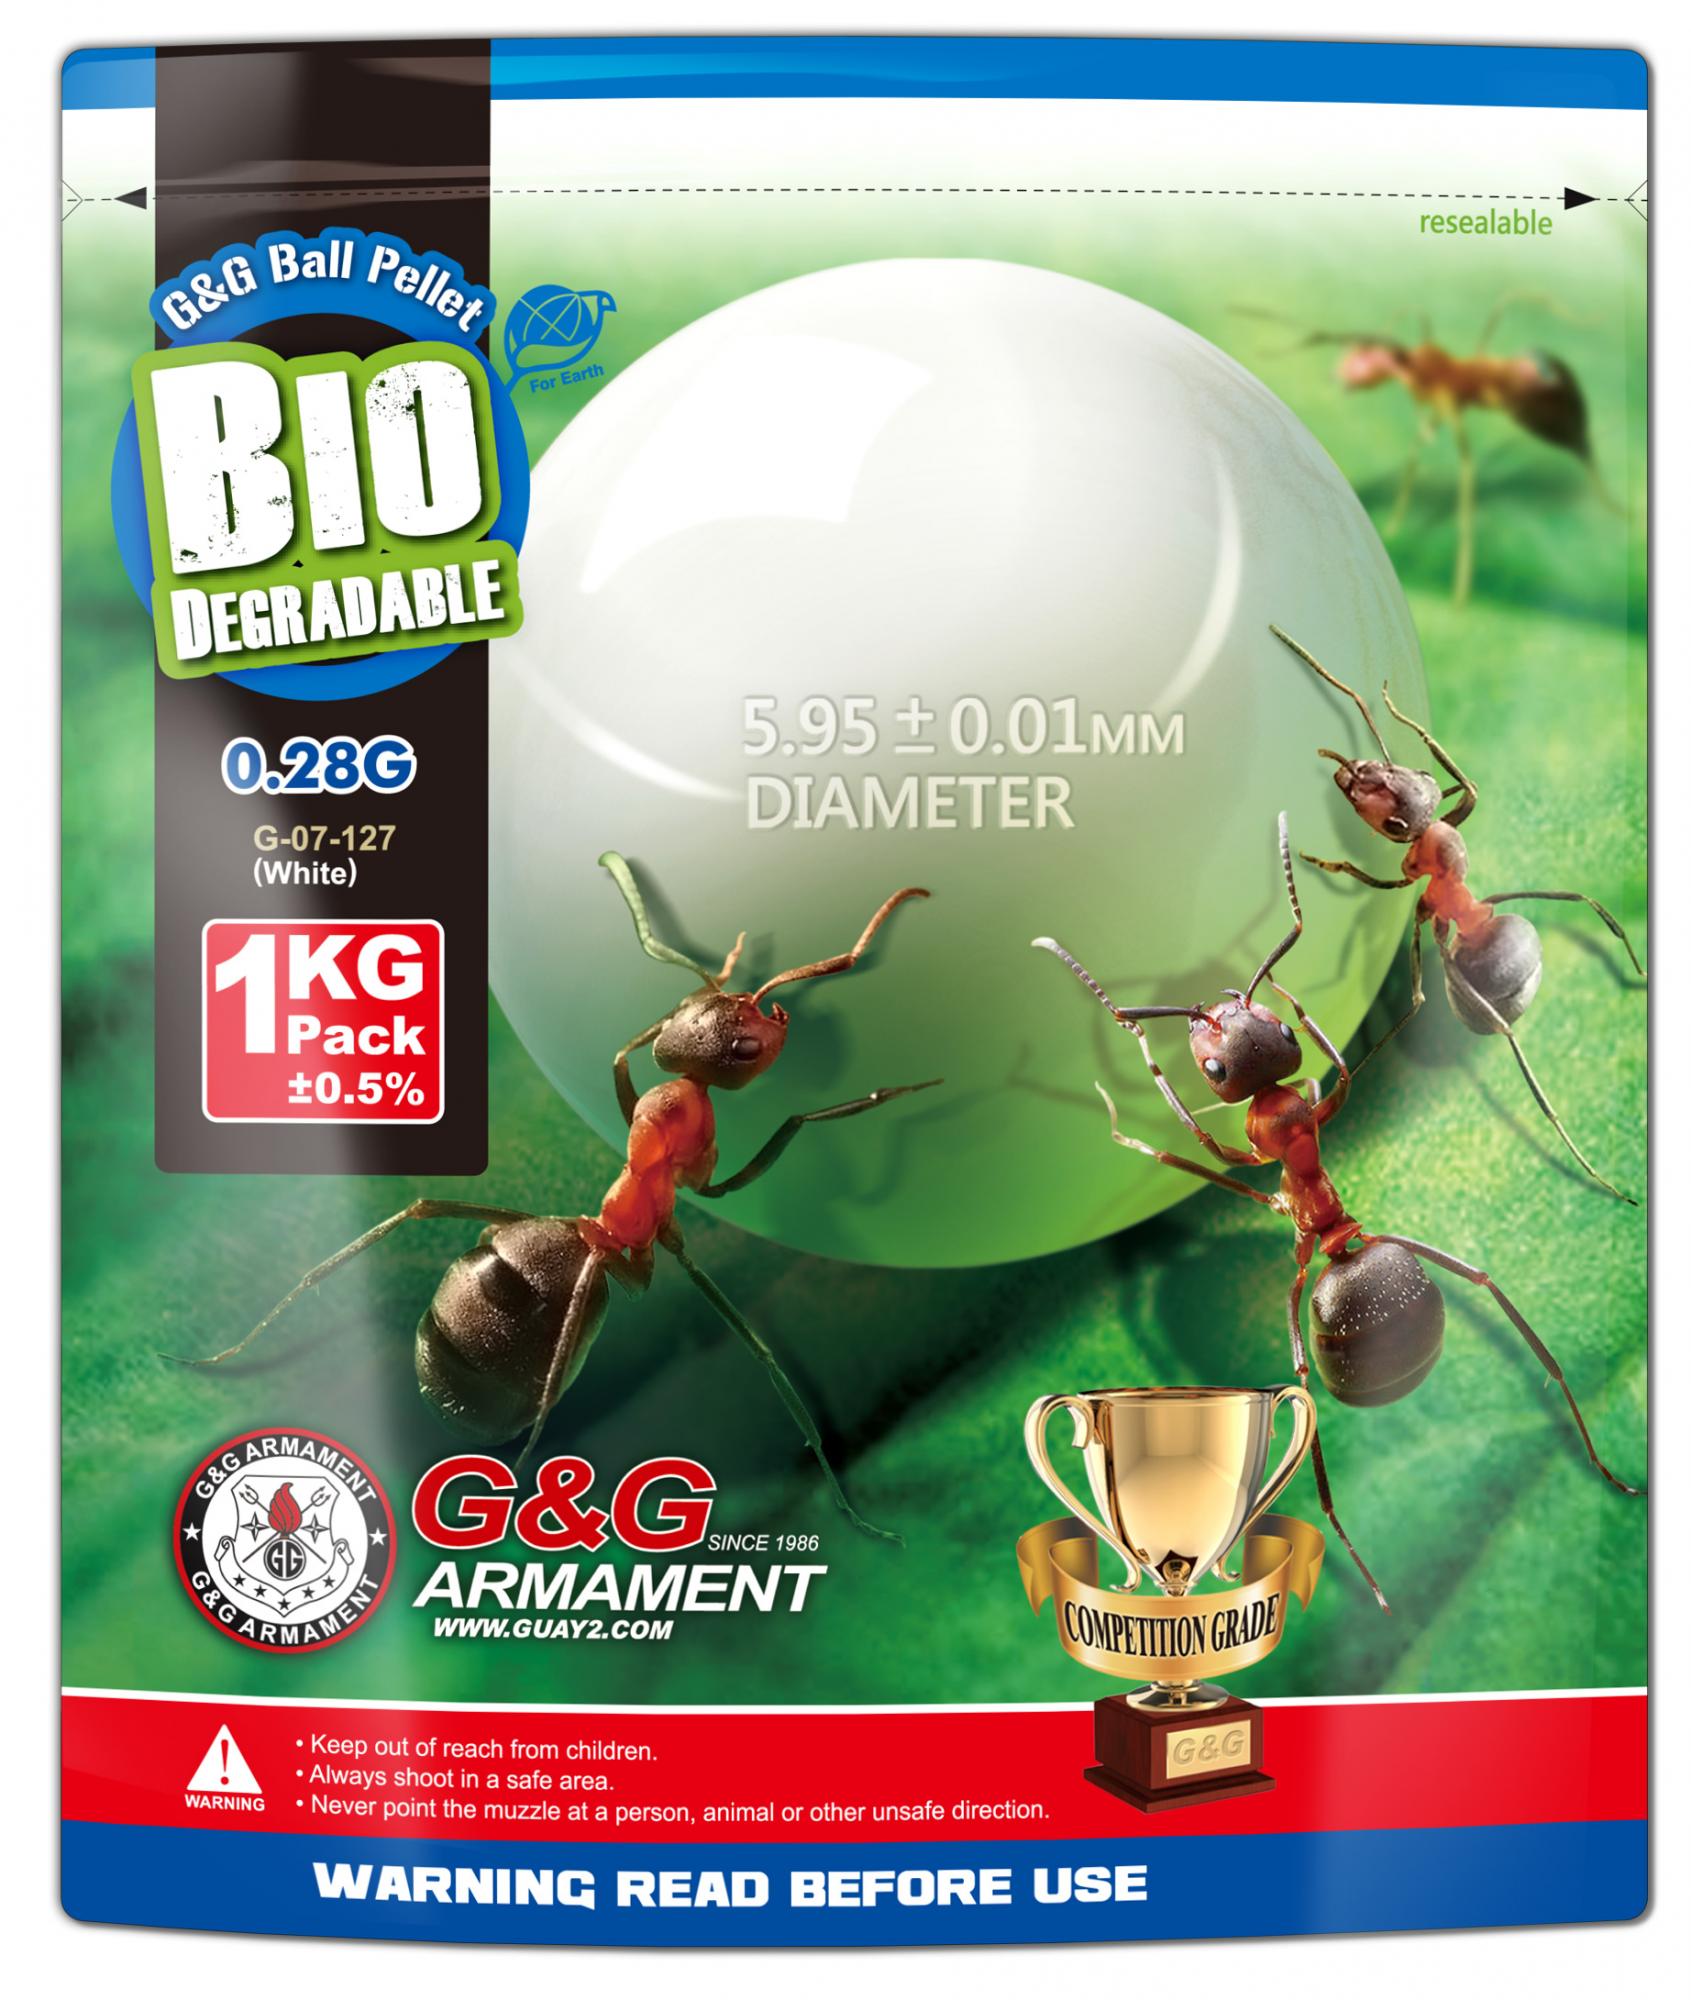 resealable
G&G Ball Pellet
BIO
DEGRADABLE
For Earth
0.28G
G-07-127
(White)
1KG
Pack
±0.5%
5.95±0.01MM
DIAMETER
G&G ARMAMENT
GG
G&G ARMAMENT
G&G
SINCE 1986
ARMAMENT
WWW.GUAY2.COM
COMPETITION GRADE
G&G
WARNING
• Keep out of reach from children.
• Always shoot in a safe area.
• Never point the muzzle at a person, animal or other unsafe direction.
WARNING READ BEFORE USE